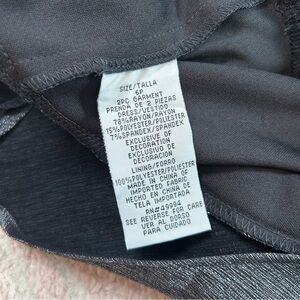 SIZE/TALLA
6P
2PC GARMENT
PRENDA DE 2 PIEZAS
DRESS/VESTIDO
78%RAYON/RAYON
15%POLYESTER/POLIESTER
7%SPANDEX/SPANDEX
EXCLUSIVE OF
DECORATION
EXCLUSIVO DE
DECORACION
LINING/FORRO
100%POLYESTER/POLIESTER
MADE IN CHINA OF
IMPORTED FABRIC
HECHO EN CHINA DE
TELA IMPORTADA
RN#49994
SEE REVERSE FOR CARE
VER AL DORSO
PARA CUIDADO